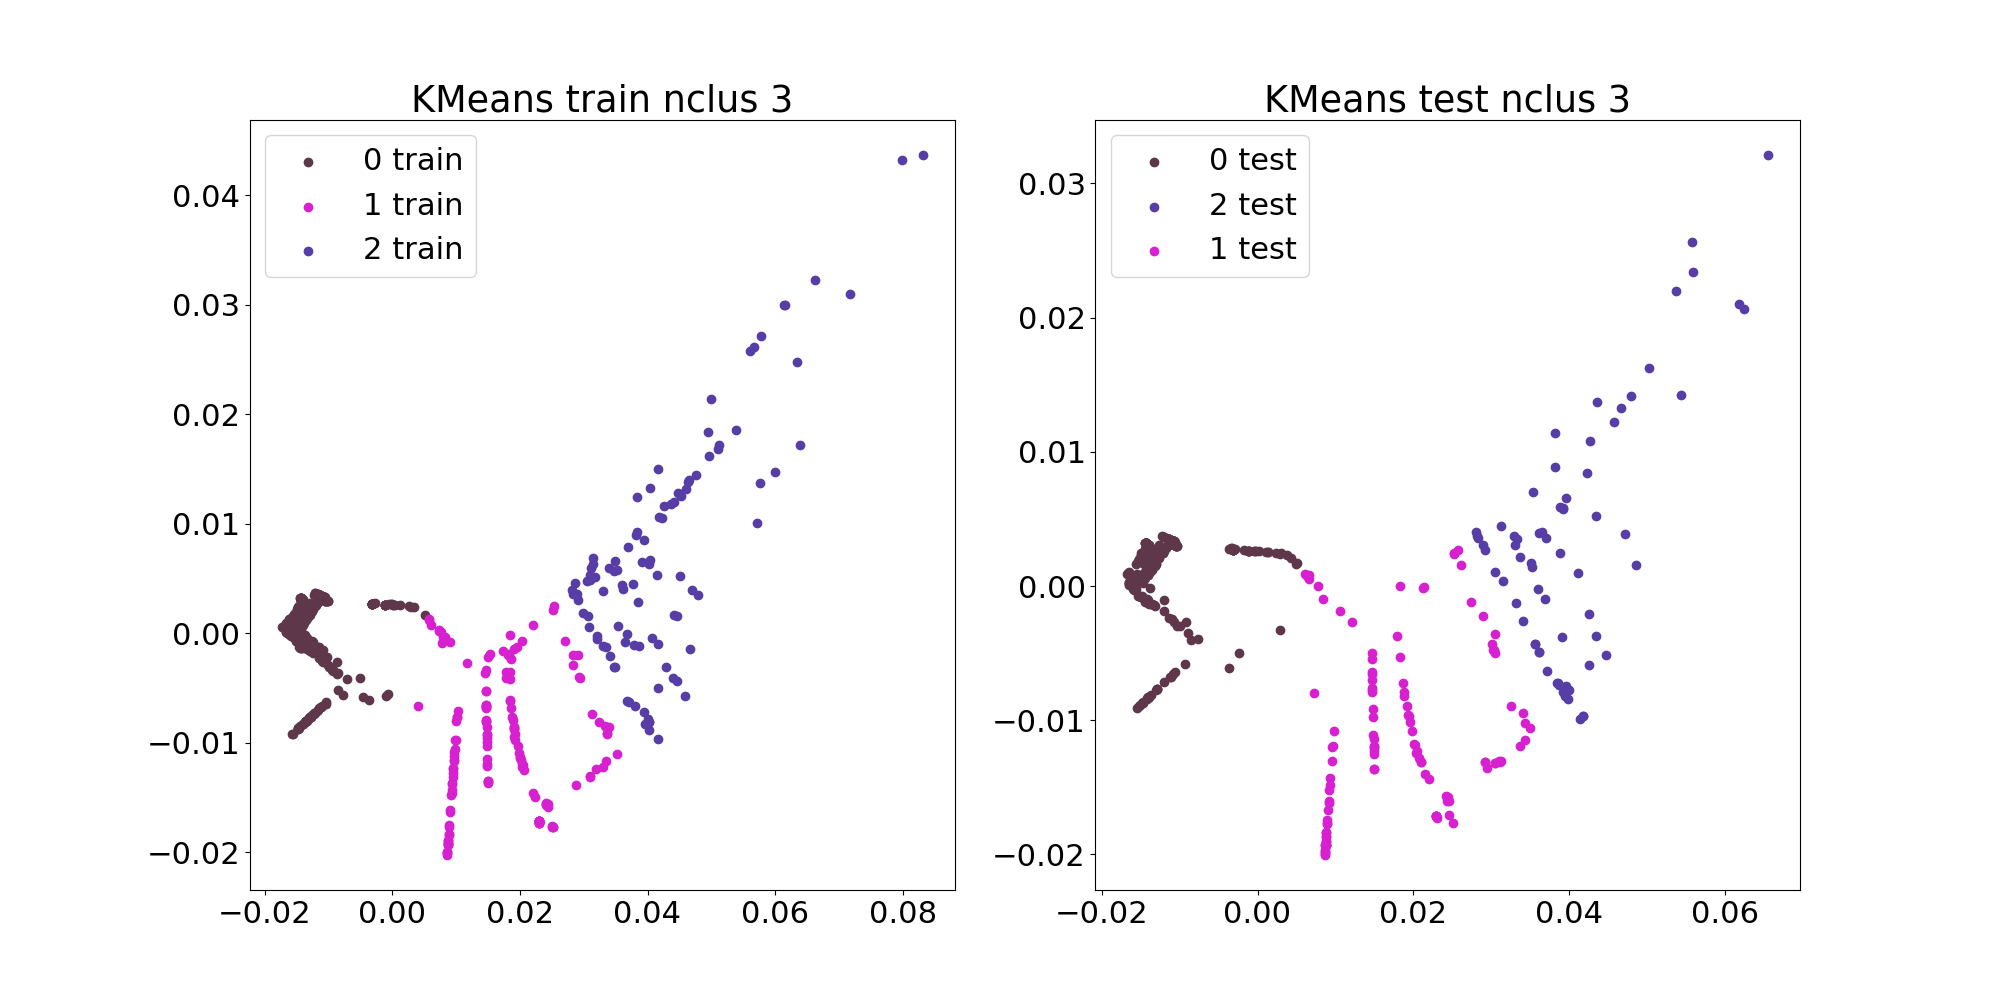 KMeans train nclus 3
0 train
1 train
2 train
0.04
0.03
0.02
0.01
0.00
−0.01
−0.02
−0.02 0.00 0.02 0.04 0.06 0.08
KMeans test nclus 3
0 test
2 test
1 test
0.03
0.02
0.01
0.00
−0.01
−0.02
−0.02 0.00 0.02 0.04 0.06